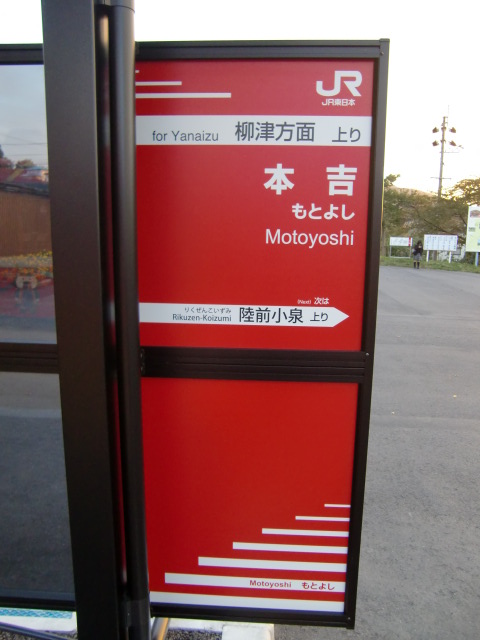 JR
JR東日本
for Yanaizu 柳津方面 上り
本吉
もとよし
Motoyoshi
(Next) 次は
りくぜんこいずみ
Rikuzen-Koizumi 陸前小泉 上り
Motoyoshi もとよし